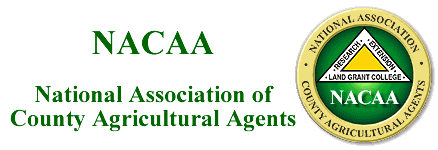 NACAA
National Association of
County Agricultural Agents
NATIONAL ASSOCIATION
RESEARCH
EXTENSION
LAND GRANT COLLEGE
NACAA
COUNTY AGRICULTURAL AGENTS